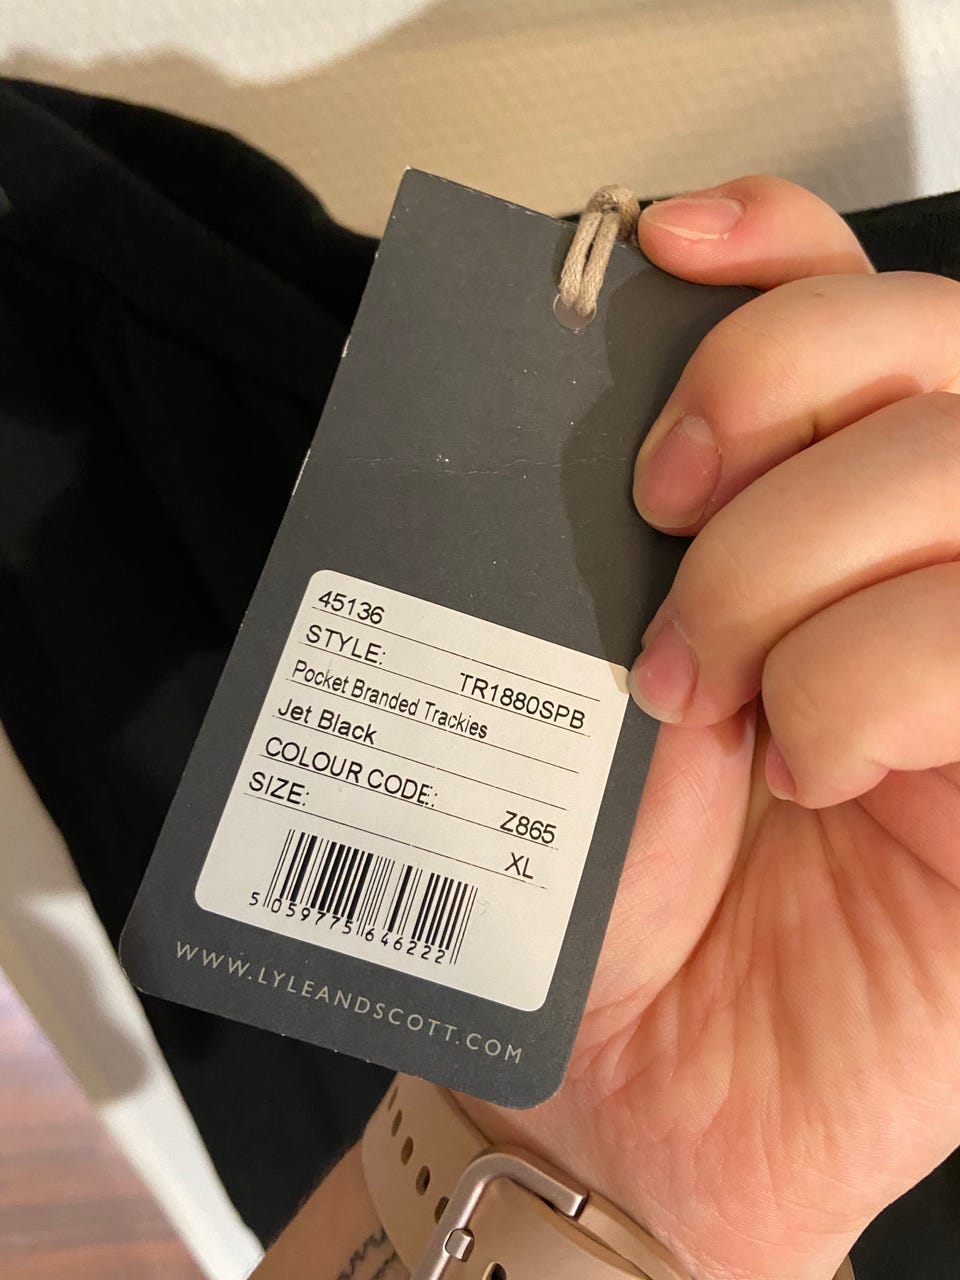 45136
STYLE: TR1880SPB
Pocket Branded Trackies
Jet Black
COLOUR CODE: Z865
SIZE: XL
5 059775 646222
WWW.LYLEANDSCOTT.COM